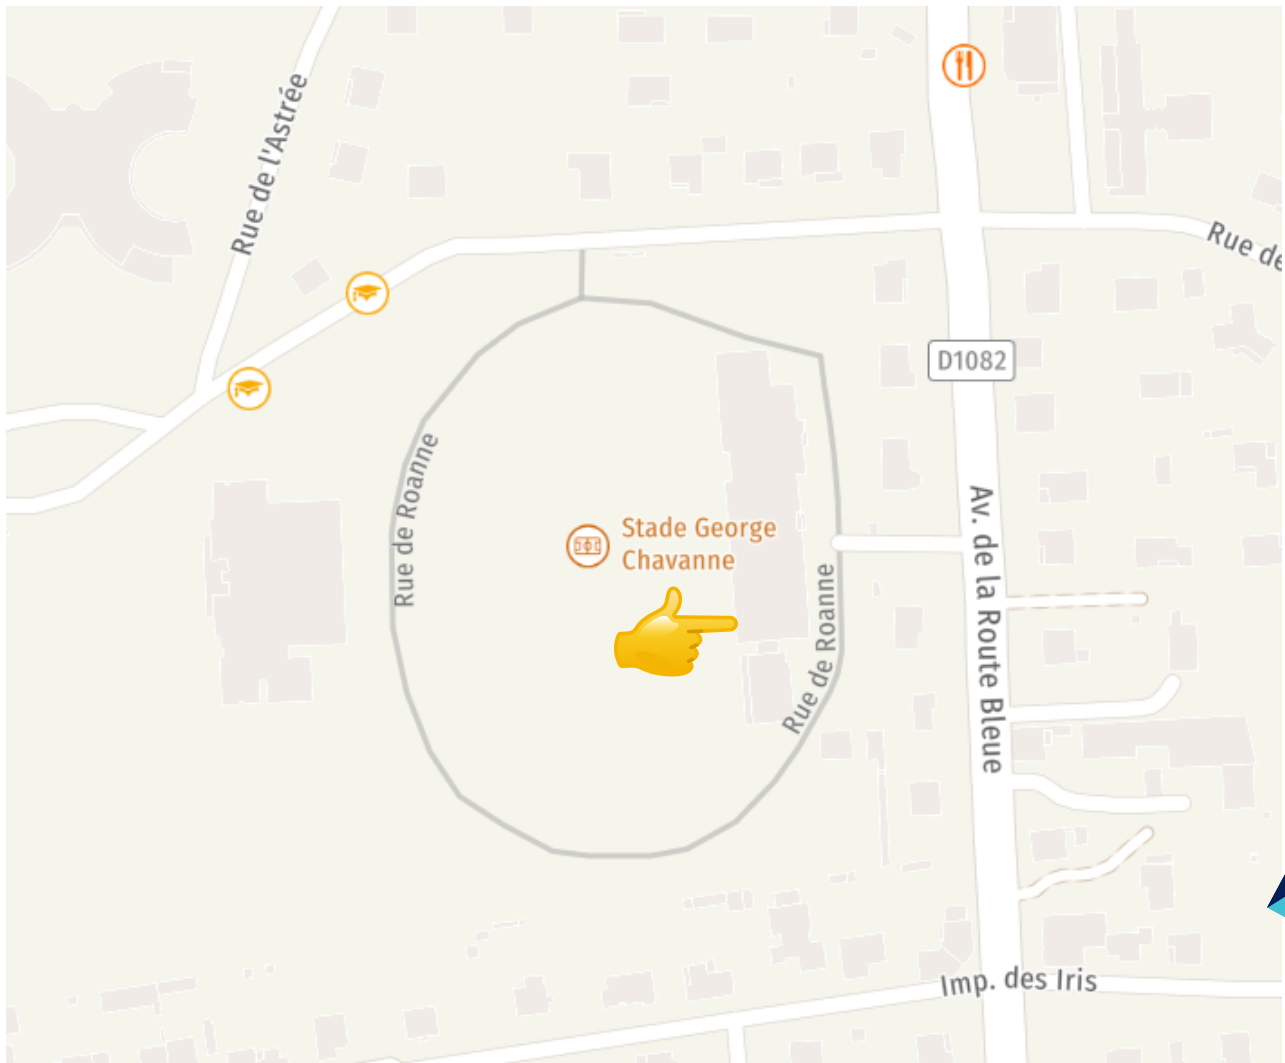 Rue de l'Astrée
Rue de
D1082
Rue de Roanne
Stade George
Chavanne
Rue de Roanne
Av. de la Route Bleue
Imp. des Iris